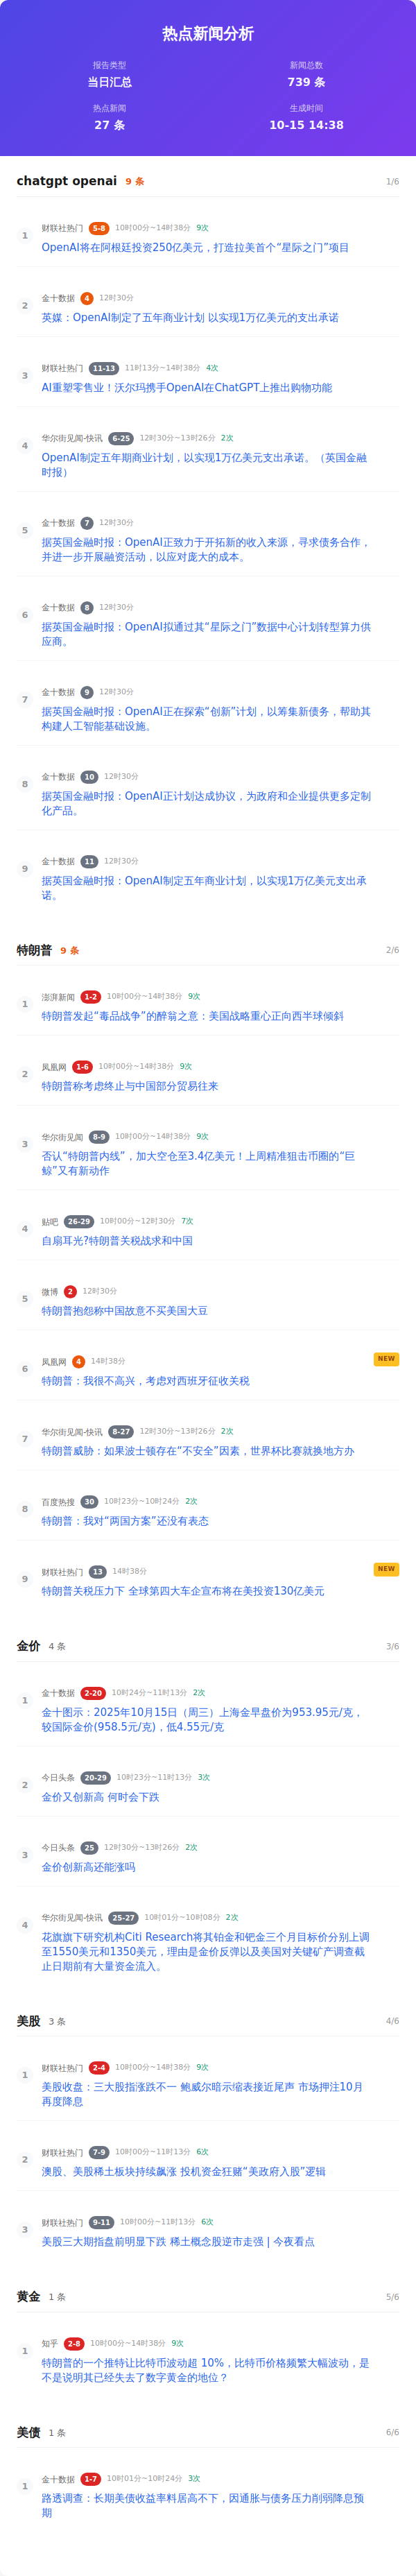 热点新闻分析
报告类型
当日汇总
新闻总数
739 条
热点新闻
27 条
生成时间
10-15 14:38
chatgpt openai 9 条 1/6
1
财联社热门 5-8 10时00分~14时38分 9次
OpenAI将在阿根廷投资250亿美元，打造拉美首个“星际之门”项目
2
金十数据 4 12时30分
英媒：OpenAI制定了五年商业计划 以实现1万亿美元的支出承诺
3
财联社热门 11-13 11时13分~14时38分 4次
AI重塑零售业！沃尔玛携手OpenAI在ChatGPT上推出购物功能
4
华尔街见闻-快讯 6-25 12时30分~13时26分 2次
OpenAI制定五年期商业计划，以实现1万亿美元支出承诺。（英国金融
时报）
5
金十数据 7 12时30分
据英国金融时报：OpenAI正致力于开拓新的收入来源，寻求债务合作，
并进一步开展融资活动，以应对庞大的成本。
6
金十数据 8 12时30分
据英国金融时报：OpenAI拟通过其“星际之门”数据中心计划转型算力供
应商。
7
金十数据 9 12时30分
据英国金融时报：OpenAI正在探索“创新”计划，以筹集新债务，帮助其
构建人工智能基础设施。
8
金十数据 10 12时30分
据英国金融时报：OpenAI正计划达成协议，为政府和企业提供更多定制
化产品。
9
金十数据 11 12时30分
据英国金融时报：OpenAI制定五年商业计划，以实现1万亿美元支出承
诺。
特朗普 9 条 2/6
1
澎湃新闻 1-2 10时00分~14时38分 9次
特朗普发起“毒品战争”的醉翁之意：美国战略重心正向西半球倾斜
2
凤凰网 1-6 10时00分~14时38分 9次
特朗普称考虑终止与中国部分贸易往来
3
华尔街见闻 8-9 10时00分~14时38分 9次
否认“特朗普内线”，加大空仓至3.4亿美元！上周精准狙击币圈的“巨
鲸”又有新动作
4
贴吧 26-29 10时00分~12时30分 7次
自扇耳光?特朗普关税战求和中国
5
微博 2 12时30分
特朗普抱怨称中国故意不买美国大豆
6
凤凰网 4 14时38分 NEW
特朗普：我很不高兴，考虑对西班牙征收关税
7
华尔街见闻-快讯 8-27 12时30分~13时26分 2次
特朗普威胁：如果波士顿存在“不安全”因素，世界杯比赛就换地方办
8
百度热搜 30 10时23分~10时24分 2次
特朗普：我对“两国方案”还没有表态
9
财联社热门 13 14时38分 NEW
特朗普关税压力下 全球第四大车企宣布将在美投资130亿美元
金价 4 条 3/6
1
金十数据 2-20 10时24分~11时13分 2次
金十图示：2025年10月15日（周三）上海金早盘价为953.95元/克，
较国际金价(958.5元/克)，低4.55元/克
2
今日头条 20-29 10时23分~11时13分 3次
金价又创新高 何时会下跌
3
今日头条 25 12时30分~13时26分 2次
金价创新高还能涨吗
4
华尔街见闻-快讯 25-27 10时01分~10时08分 2次
花旗旗下研究机构Citi Research将其铂金和钯金三个月目标价分别上调
至1550美元和1350美元，理由是金价反弹以及美国对关键矿产调查截
止日期前有大量资金流入。
美股 3 条 4/6
1
财联社热门 2-4 10时00分~14时38分 9次
美股收盘：三大股指涨跌不一 鲍威尔暗示缩表接近尾声 市场押注10月
再度降息
2
财联社热门 7-9 10时00分~11时13分 6次
澳股、美股稀土板块持续飙涨 投机资金狂赌“美政府入股”逻辑
3
财联社热门 9-11 10时00分~11时13分 6次
美股三大期指盘前明显下跌 稀土概念股逆市走强 | 今夜看点
黄金 1 条 5/6
1
知乎 2-8 10时00分~14时38分 9次
特朗普的一个推特让比特币波动超 10%，比特币价格频繁大幅波动，是
不是说明其已经失去了数字黄金的地位？
美债 1 条 6/6
1
金十数据 1-7 10时01分~10时24分 3次
路透调查：长期美债收益率料居高不下，因通胀与债务压力削弱降息预
期